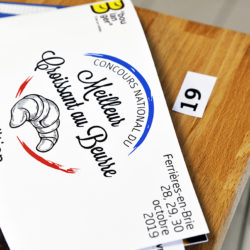 CONCOURS NATIONAL DU
Meilleur
Croissant au Beurre
Ferrières-en-Brie
28, 29, 30
octobre
2019
19